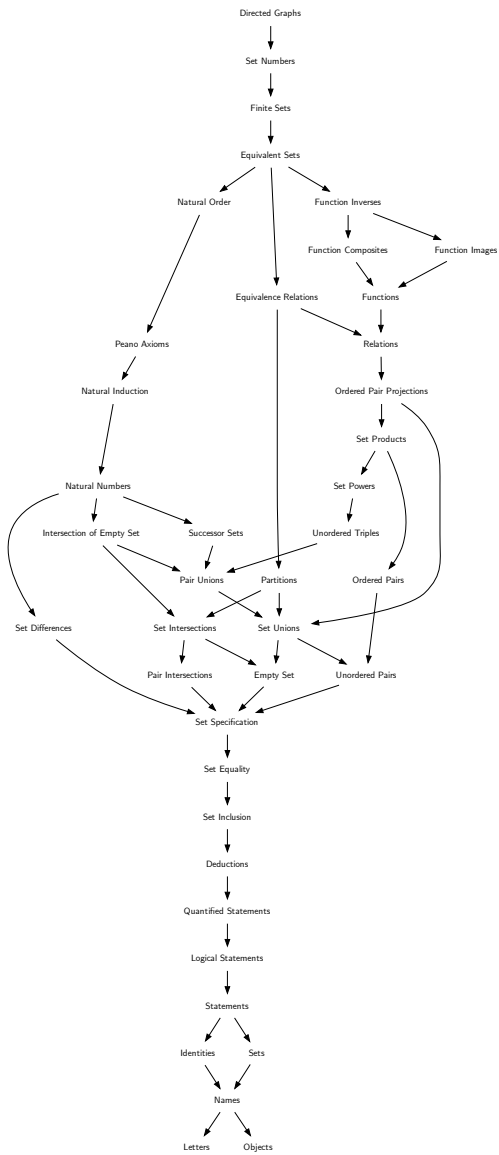 Directed Graphs
Set Numbers
Finite Sets
Equivalent Sets
Natural Order
Function Inverses
Function Composites
Function Images
Equivalence Relations
Functions
Peano Axioms
Relations
Natural Induction
Ordered Pair Projections
Set Products
Natural Numbers
Set Powers
Intersection of Empty Set
Successor Sets
Unordered Triples
Pair Unions
Partitions
Ordered Pairs
Set Differences
Set Intersections
Set Unions
Pair Intersections
Empty Set
Unordered Pairs
Set Specification
Set Equality
Set Inclusion
Deductions
Quantified Statements
Logical Statements
Statements
Identities
Sets
Names
Letters
Objects